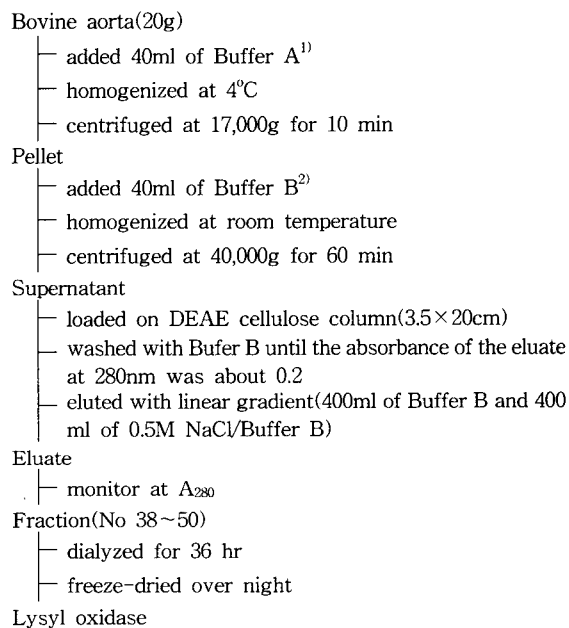 Bovine aorta(20g)
added 40ml of Buffer A1)
homogenized at 4°C
centrifuged at 17,000g for 10 min
Pellet
added 40ml of Buffer B2)
homogenized at room temperature
centrifuged at 40,000g for 60 min
Supernatant
loaded on DEAE cellulose column(3.5×20cm)
washed with Bufer B until the absorbance of the eluate
at 280nm was about 0.2
eluted with linear gradient(400ml of Buffer B and 400
ml of 0.5M NaCl/Buffer B)
Eluate
monitor at A280
Fraction(No 38~50)
dialyzed for 36 hr
freeze-dried over night
Lysyl oxidase